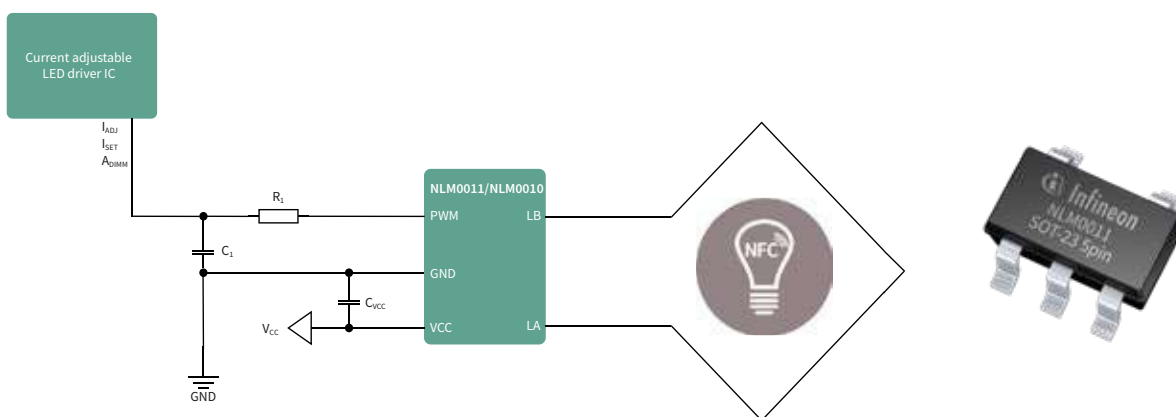 Current adjustable
LED driver IC
IADJ
ISET
ADIMM
R1
C1
NLM0011/NLM0010
PWM
LB
GND
CVCC
VCC
VCC
LA
GND
NFC
Infineon
NLM0011
SOT-23 5pin